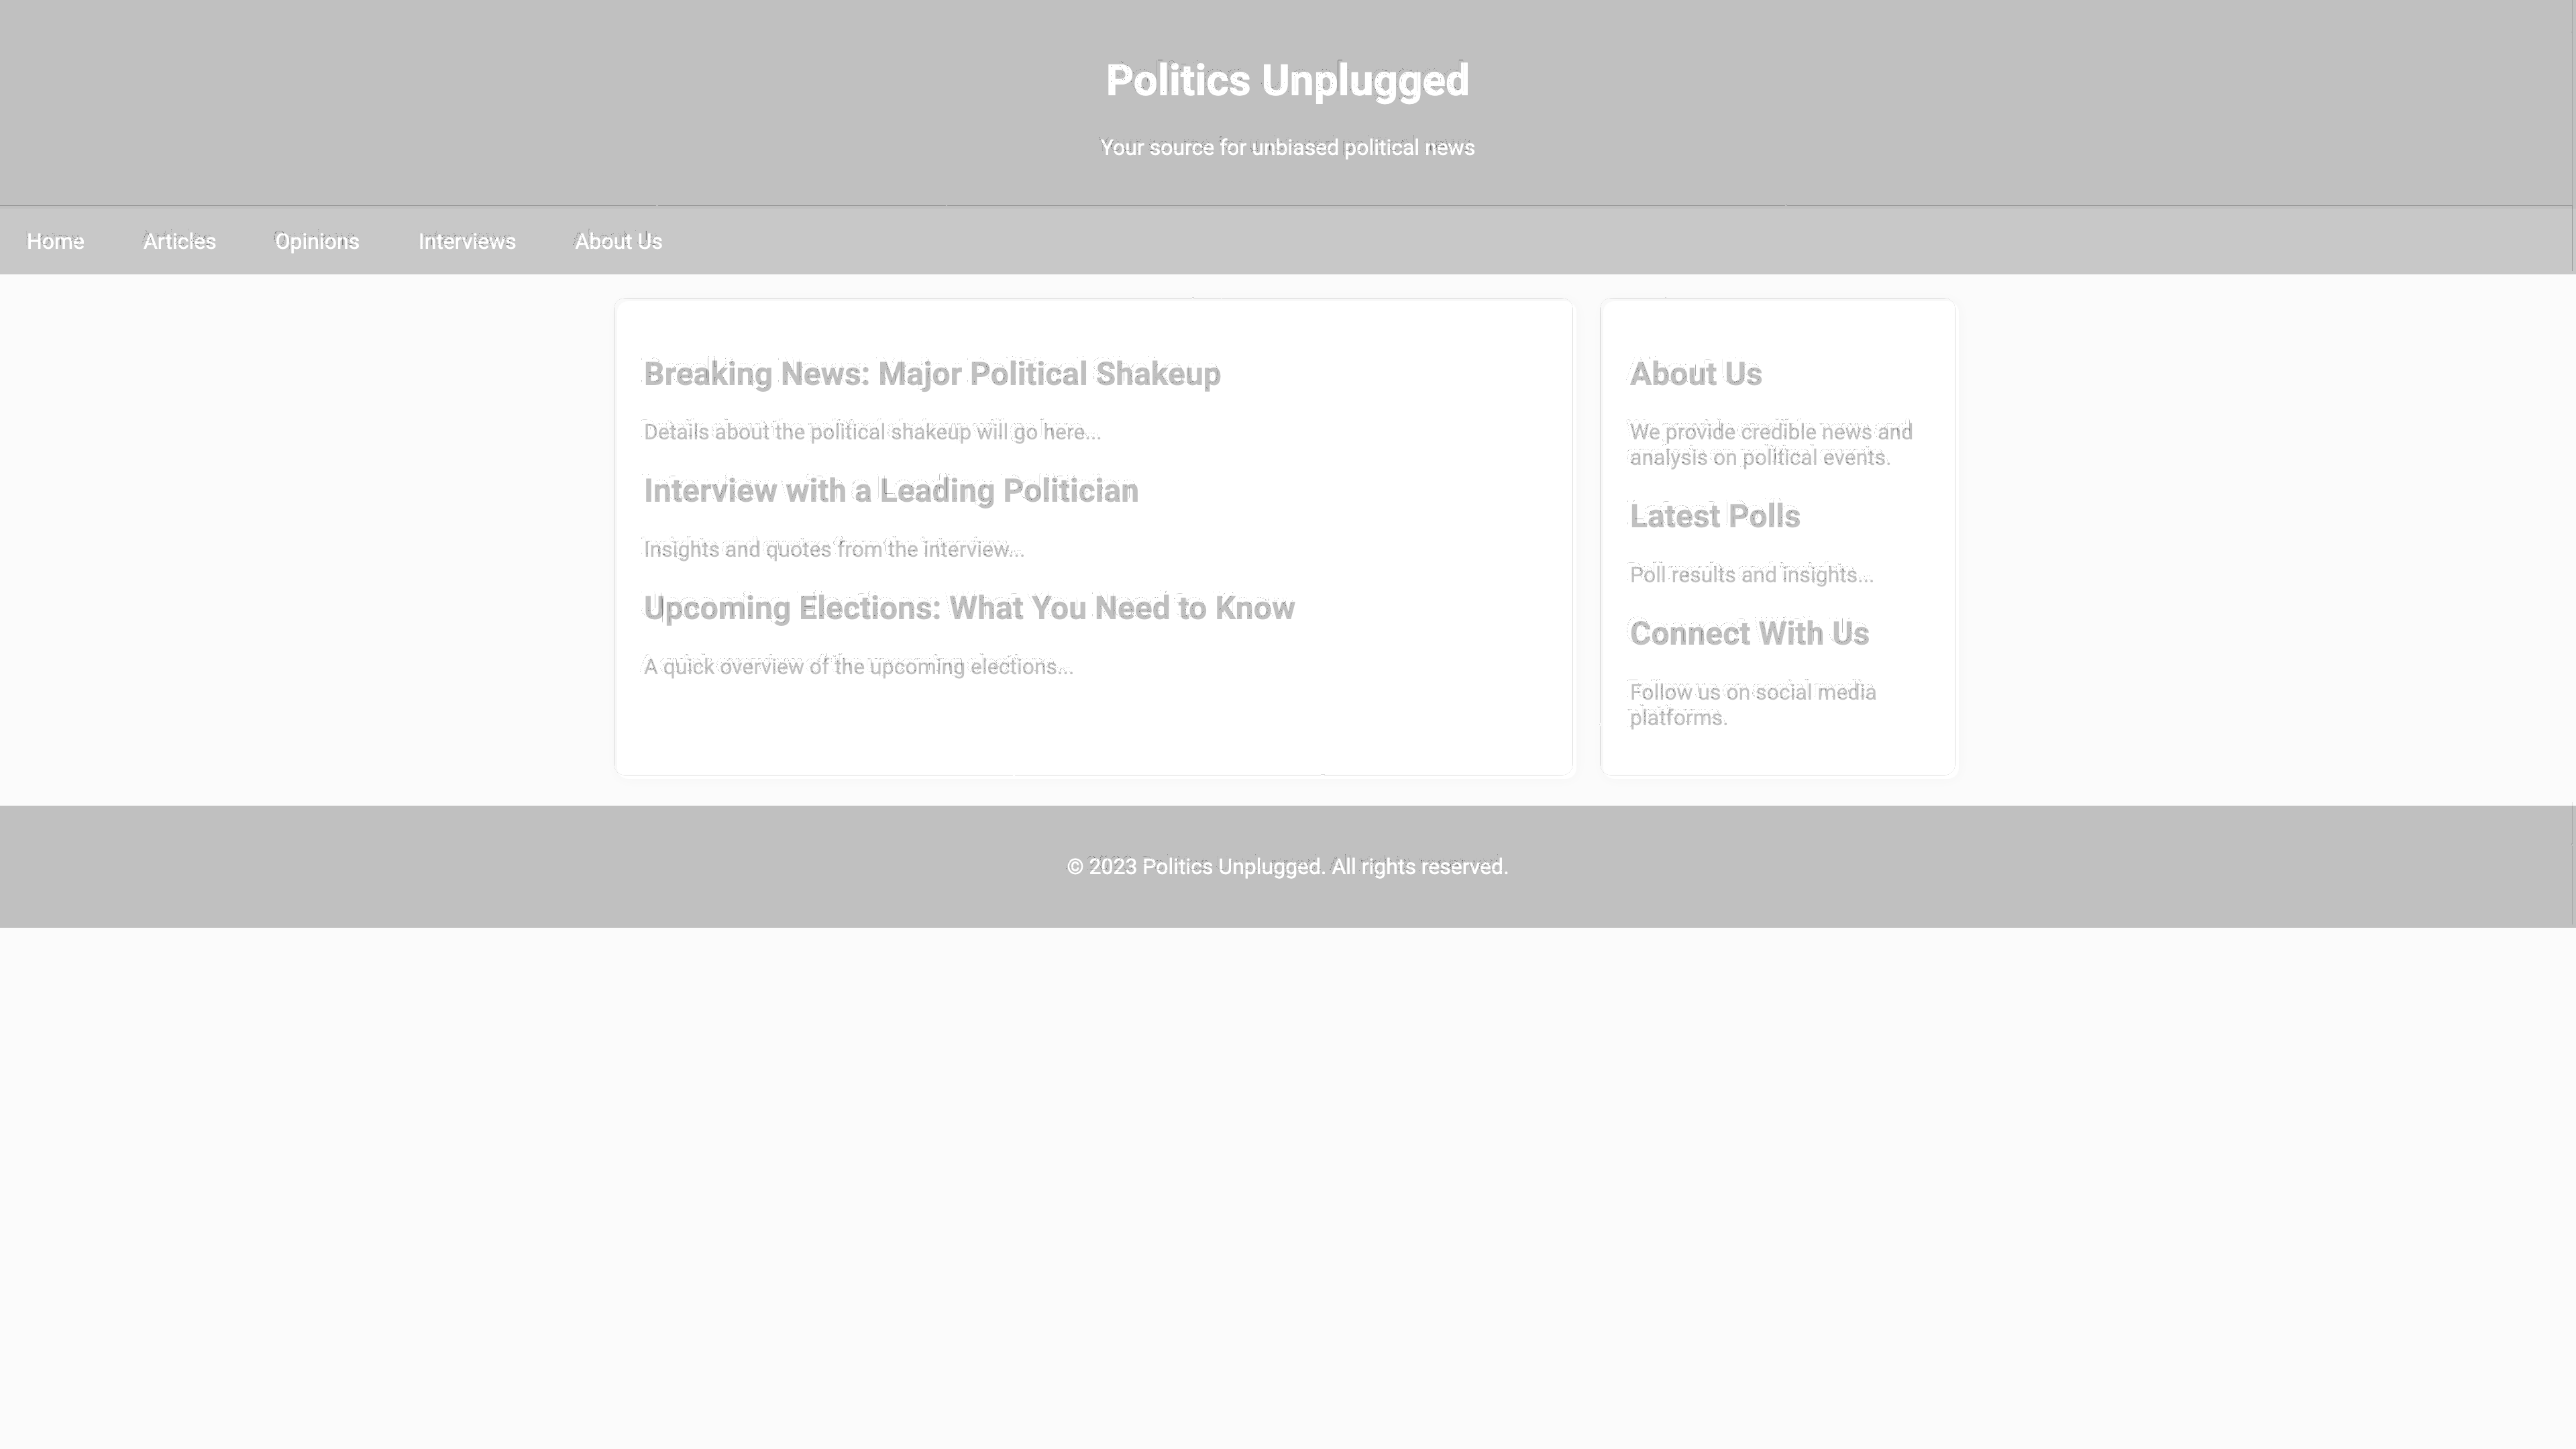 Politics Unplugged
Your source for unbiased political news
Home Articles Opinions Interviews About Us
Breaking News: Major Political Shakeup
Details about the political shakeup will go here...
Interview with a Leading Politician
Insights and quotes from the interview...
Upcoming Elections: What You Need to Know
A quick overview of the upcoming elections...
About Us
We provide credible news and
analysis on political events.
Latest Polls
Poll results and insights...
Connect With Us
Follow us on social media
platforms.
© 2023 Politics Unplugged. All rights reserved.